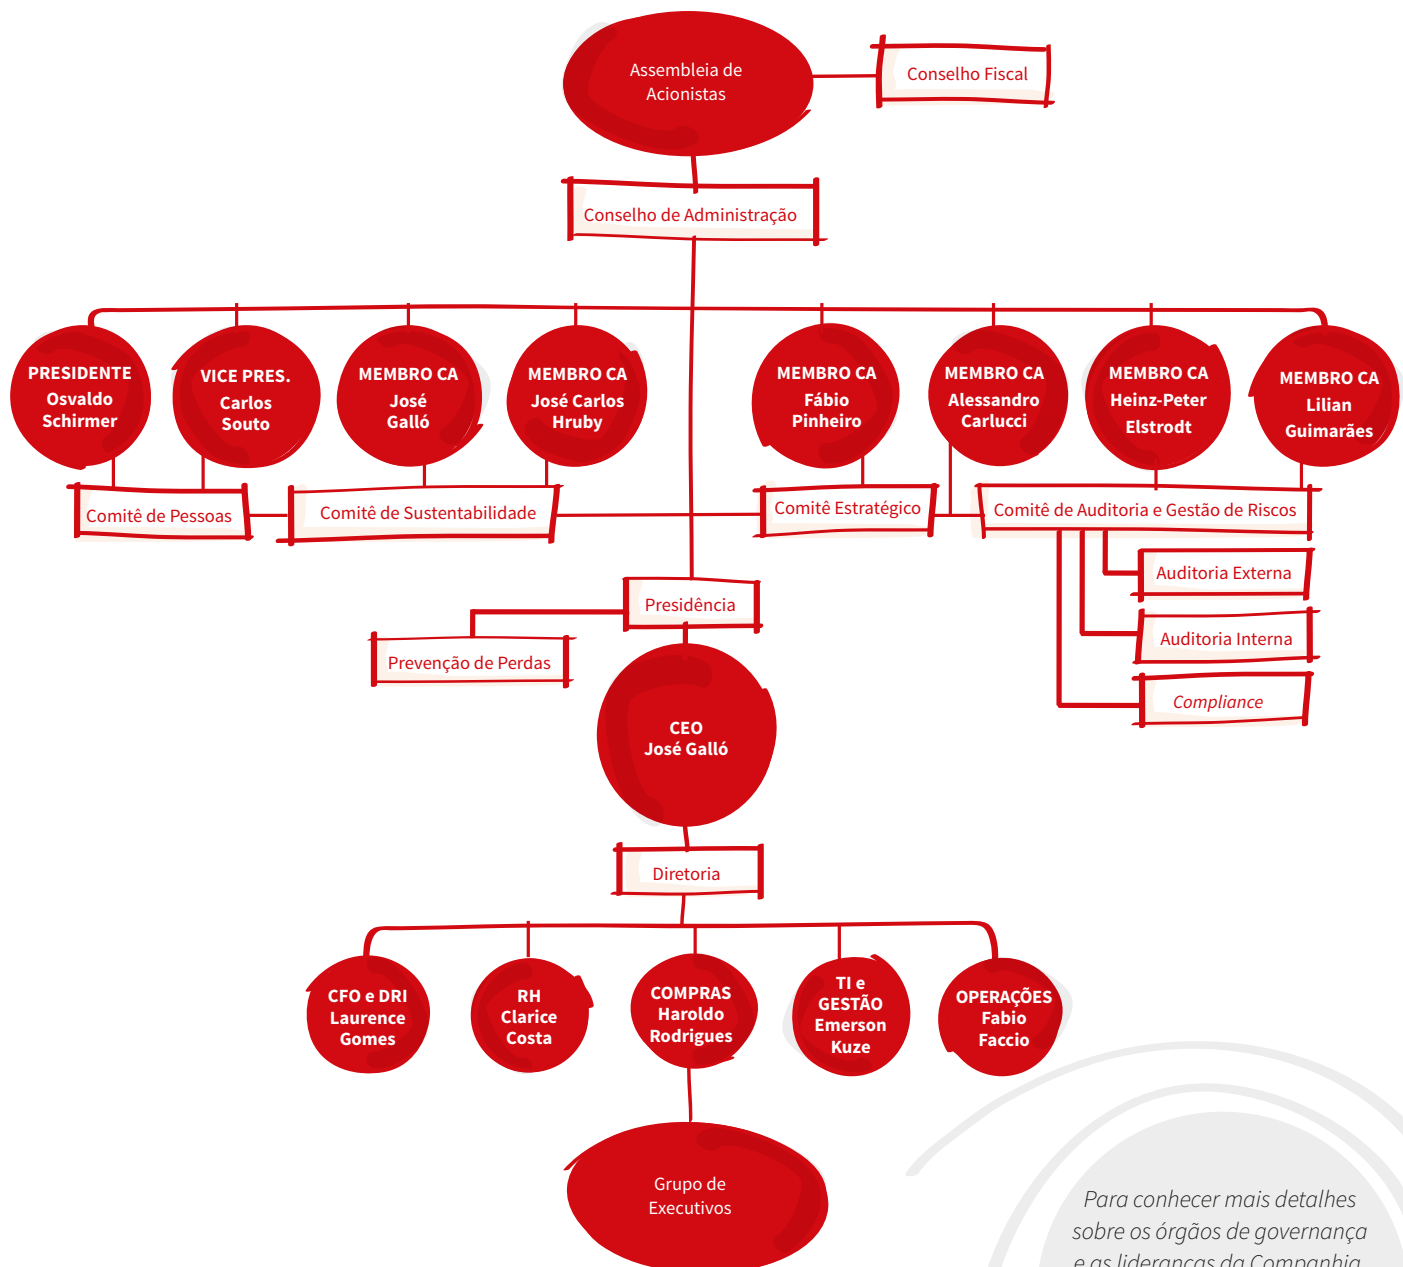 Assembleia de
Acionistas
Conselho Fiscal
Conselho de Administração
PRESIDENTE
Osvaldo
Schirmer
VICE PRES.
Carlos
Souto
MEMBRO CA
José
Galló
MEMBRO CA
José Carlos
Hruby
MEMBRO CA
Fábio
Pinheiro
MEMBRO CA
Alessandro
Carlucci
MEMBRO CA
Heinz-Peter
Elstrodt
MEMBRO CA
Lilian
Guimarães
Comitê de Pessoas
Comitê de Sustentabilidade
Comitê Estratégico
Comitê de Auditoria e Gestão de Riscos
Auditoria Externa
Auditoria Interna
Compliance
Presidência
Prevenção de Perdas
CEO
José Galló
Diretoria
CFO e DRI
Laurence
Gomes
RH
Clarice
Costa
COMPRAS
Haroldo
Rodrigues
TI e
GESTÃO
Emerson
Kuze
OPERAÇÕES
Fabio
Faccio
Grupo de
Executivos
Para conhecer mais detalhes
sobre os órgãos de governança
e as lideranças da Companhia